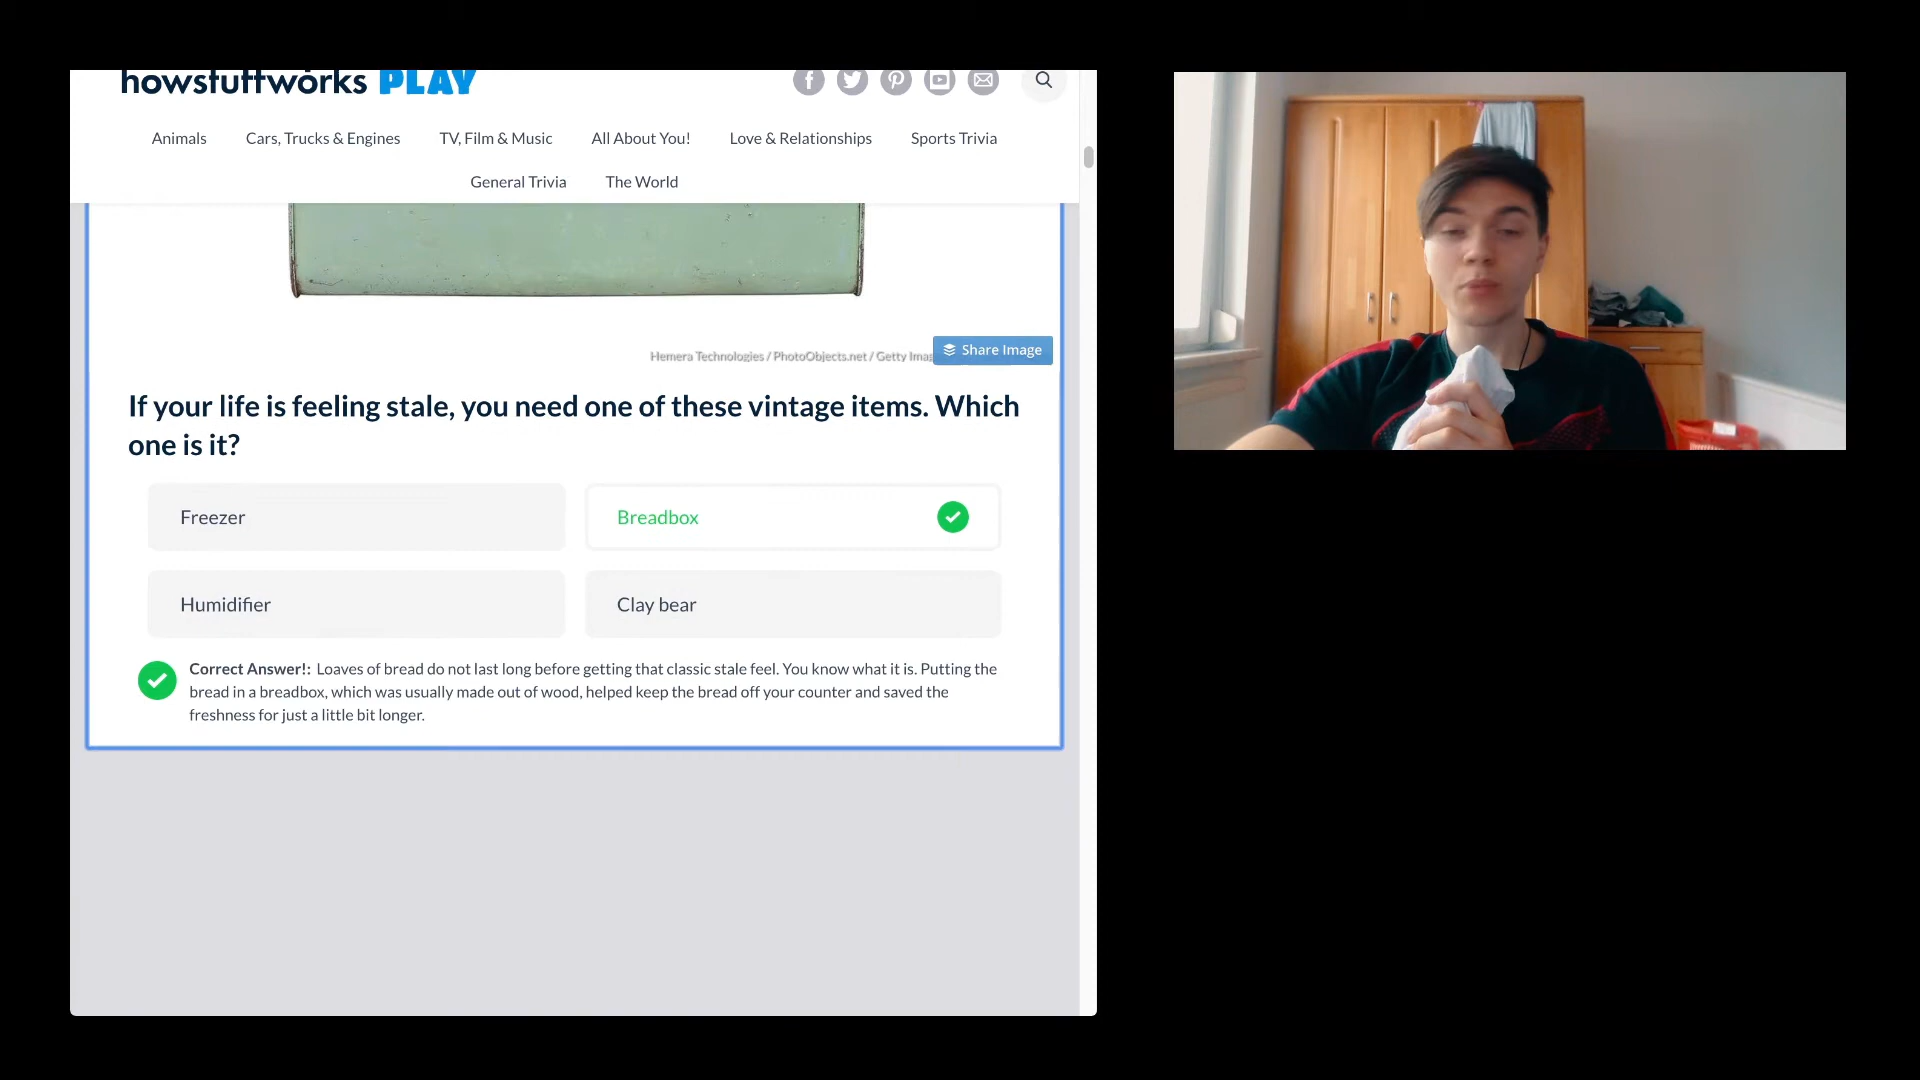 howstuffworks PLAY
Animals
Cars, Trucks & Engines
TV, Film & Music
All About You!
Love & Relationships
Sports Trivia
General Trivia
The World
Hemera Technologies / PhotoObjects.net / Getty
Share Image
If your life is feeling stale, you need one of these vintage items. Which
one is it?
Freezer
Breadbox
Humidifier
Clay bear
Correct Answer!: Loaves of bread do not last long before getting that classic stale feel. You know what it is. Putting the
bread in a breadbox, which was usually made out of wood, helped keep the bread off your counter and saved the
freshness for just a little bit longer.